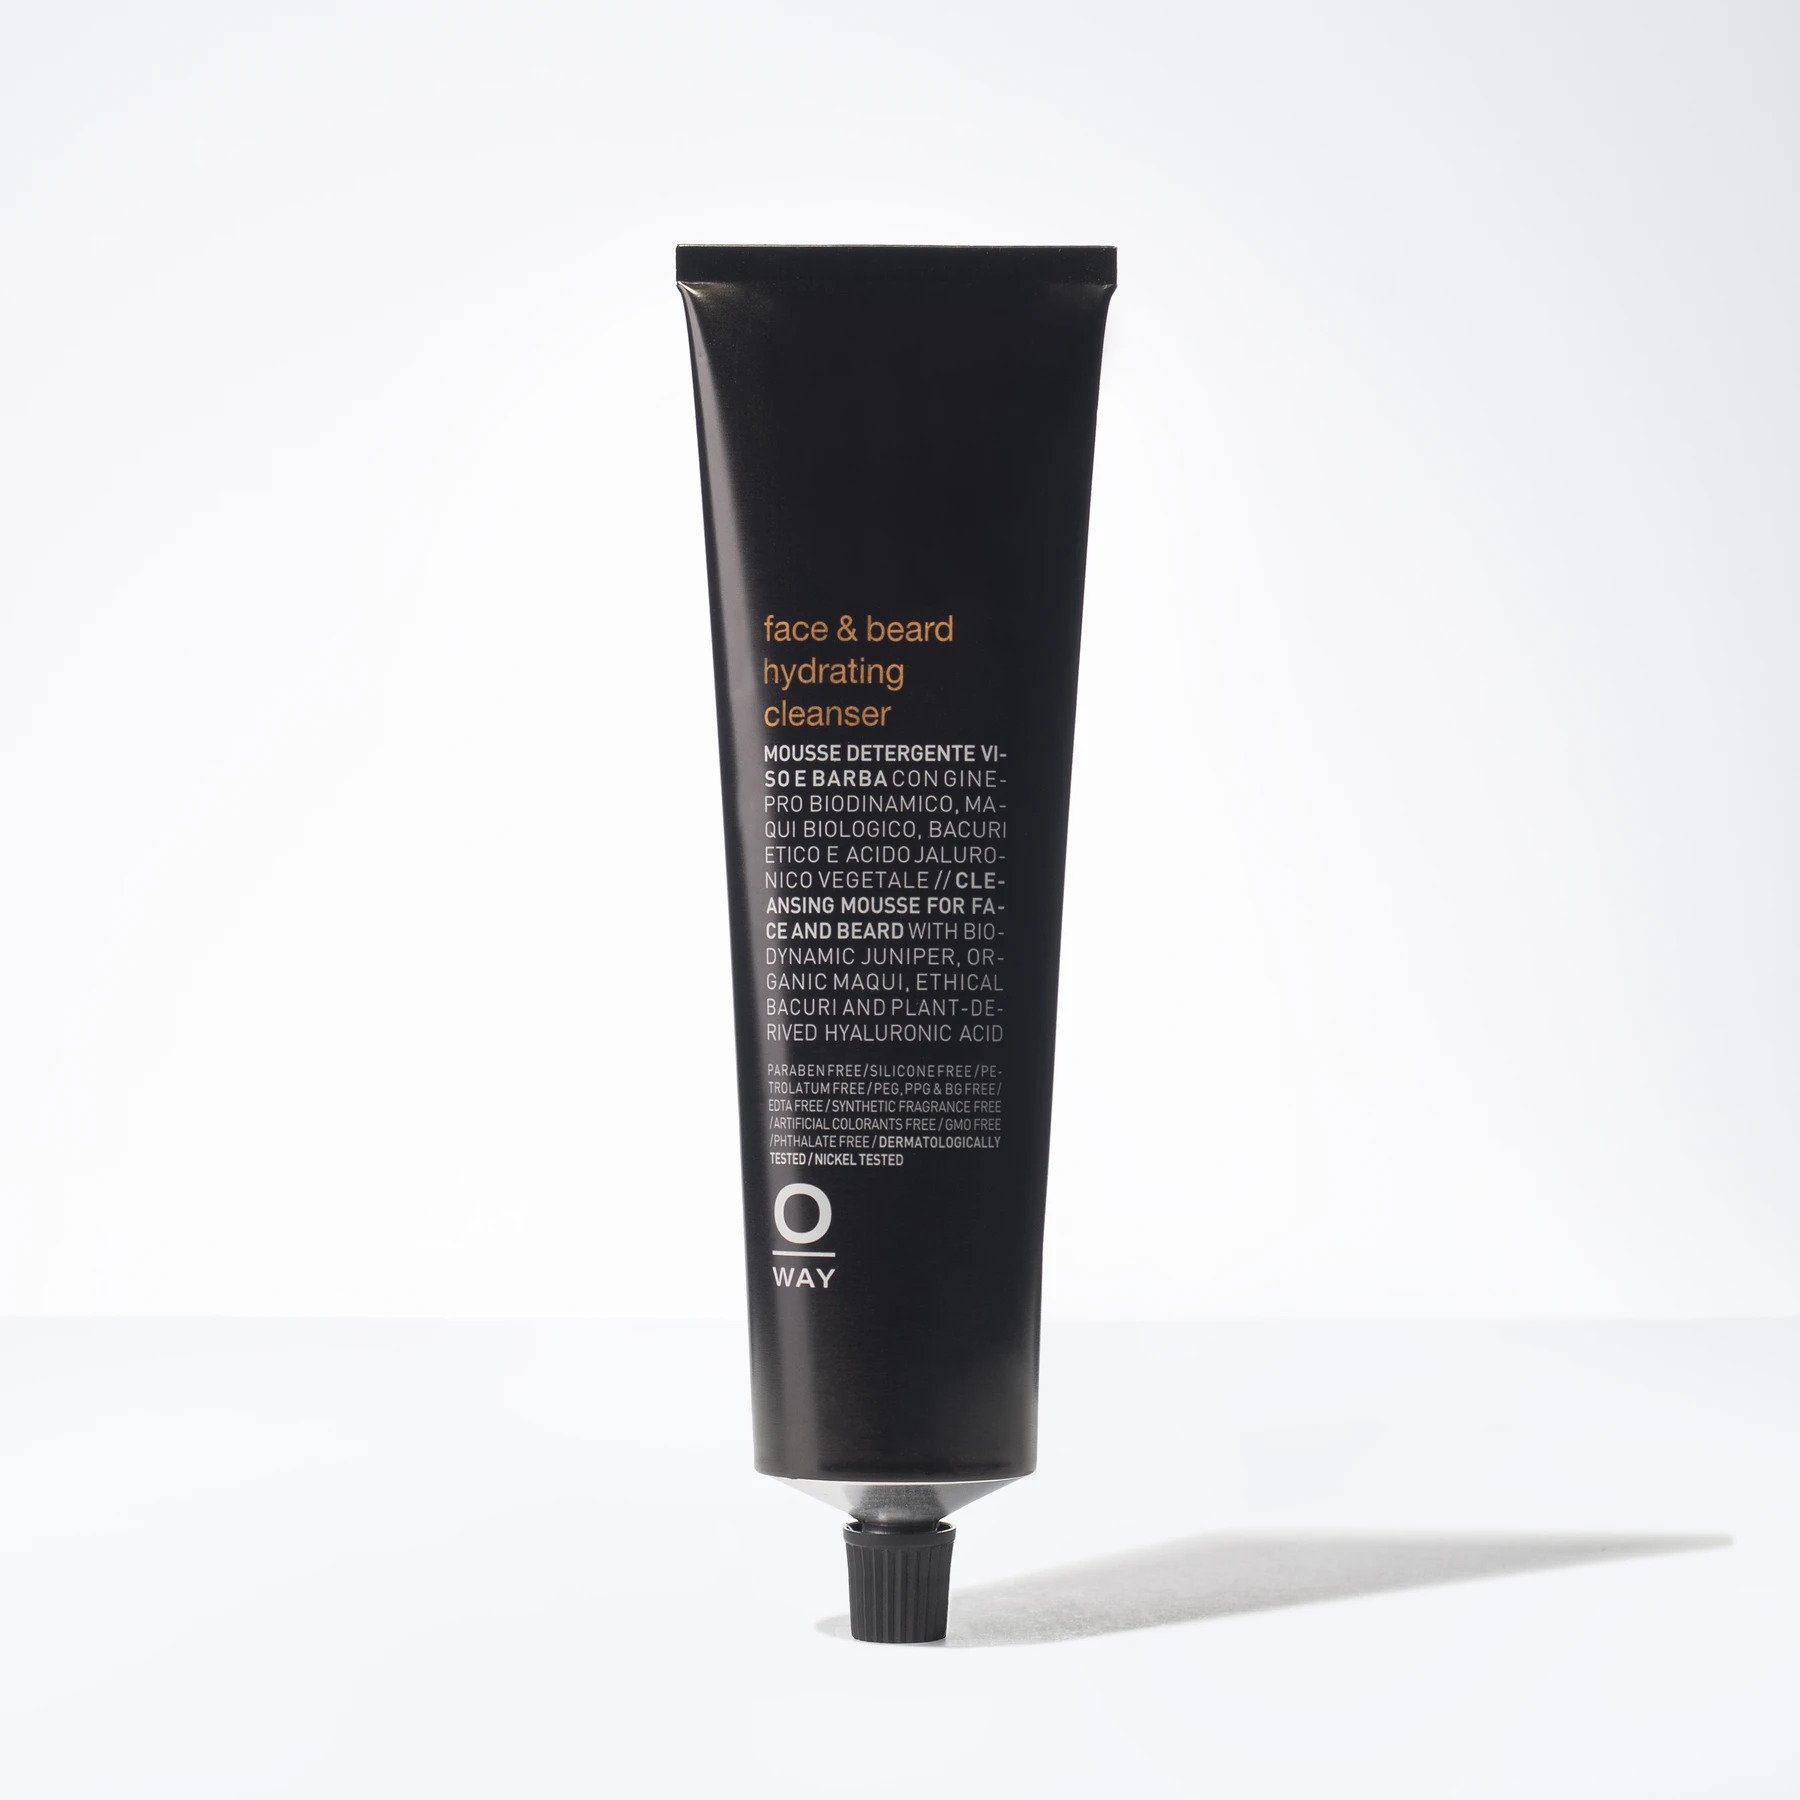 face & beard
hydrating
cleanser
MOUSSE DETERGENTE VI-
SO E BARBA CON GINE-
PRO BIODINAMICO, MA-
QUI BIOLOGICO, BACURI
ETICO E ACIDO JALURO-
NICO VEGETALE // CLE-
ANSING MOUSSE FOR FA-
CE AND BEARD WITH BIO-
DYNAMIC JUNIPER, OR-
GANIC MAQUI, ETHICAL
BACURI AND PLANT-DE-
RIVED HYALURONIC ACID
PARABEN FREE / SILICONE FREE / PE-
TROLATUM FREE / PEG, PPG & BG FREE /
EDTA FREE / SYNTHETIC FRAGRANCE FREE
/ ARTIFICIAL COLORANTS FREE / GMO FREE
/ PHTHALATE FREE / DERMATOLOGICALLY
TESTED / NICKEL TESTED
O
WAY